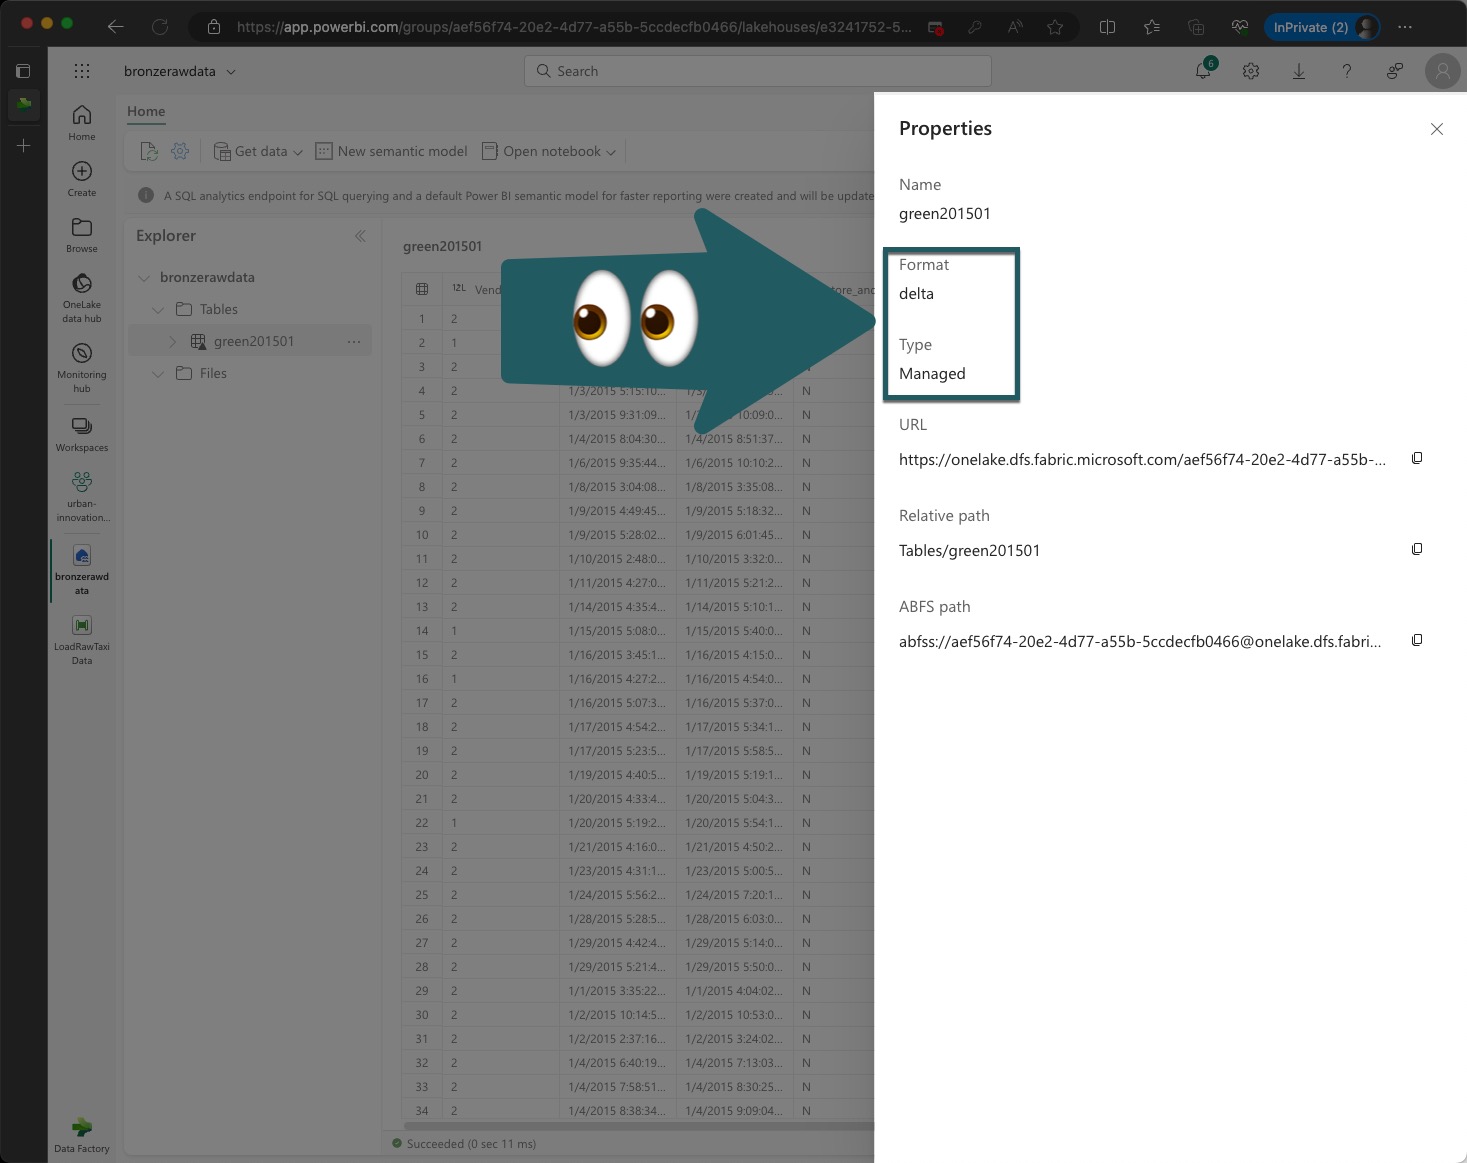 https://app.powerbi.com/groups/aef56f74-20e2-4d77-a55b-5ccdecfb0466/lakehouses/e3241752-5...
InPrivate (2)
bronzerawdata
Search
6
Home
Create
Browse
OneLake
data hub
Monitoring
hub
Workspaces
urban-
innovation...
bronzerawd
ata
LoadRawTaxi
Data
Data Factory
Home
Get data
New semantic model
Open notebook
A SQL analytics endpoint for SQL querying and a default Power BI semantic model for faster reporting were created and will be update
Explorer
bronzerawdata
Tables
green201501
Files
green201501
12L Vend
tore_and
1 2
2 1
3 2
4 2 1/3/2015 5:15:10... N
5 2 1/3/2015 9:31:09... 10:09:0... N
6 2 1/4/2015 8:04:30... 1/4/2015 8:51:37... N
7 2 1/6/2015 9:35:44... 1/6/2015 10:10:2... N
8 2 1/8/2015 3:04:08... 1/8/2015 3:35:08... N
9 2 1/9/2015 4:49:45... 1/9/2015 5:18:32... N
10 2 1/9/2015 5:28:02... 1/9/2015 6:01:45... N
11 2 1/10/2015 2:48:0... 1/10/2015 3:32:0... N
12 2 1/11/2015 4:27:0... 1/11/2015 5:21:2... N
13 2 1/14/2015 4:35:4... 1/14/2015 5:10:1... N
14 1 1/15/2015 5:08:0... 1/15/2015 5:40:0... N
15 2 1/16/2015 3:45:1... 1/16/2015 4:15:0... N
16 1 1/16/2015 4:27:2... 1/16/2015 4:54:0... N
17 2 1/16/2015 5:07:3... 1/16/2015 5:37:0... N
18 2 1/17/2015 4:54:2... 1/17/2015 5:34:1... N
19 2 1/17/2015 5:23:5... 1/17/2015 5:58:5... N
20 2 1/19/2015 4:40:5... 1/19/2015 5:19:1... N
21 2 1/20/2015 4:33:4... 1/20/2015 5:04:3... N
22 1 1/20/2015 5:19:2... 1/20/2015 5:54:1... N
23 2 1/21/2015 4:16:0... 1/21/2015 4:50:2... N
24 2 1/23/2015 4:31:1... 1/23/2015 5:00:5... N
25 2 1/24/2015 5:56:2... 1/24/2015 7:20:1... N
26 2 1/28/2015 5:28:5... 1/28/2015 6:03:0... N
27 2 1/29/2015 4:42:4... 1/29/2015 5:14:0... N
28 2 1/29/2015 5:21:4... 1/29/2015 5:50:0... N
29 2 1/1/2015 3:35:22... 1/1/2015 4:04:02... N
30 2 1/2/2015 10:14:5... 1/2/2015 10:53:0... N
31 2 1/2/2015 2:37:16... 1/2/2015 3:24:02... N
32 2 1/4/2015 6:40:19... 1/4/2015 7:13:03... N
33 2 1/4/2015 7:58:51... 1/4/2015 8:30:25... N
34 2 1/4/2015 8:38:34... 1/4/2015 9:09:04... N
Succeeded (0 sec 11 ms)
Properties
Name
green201501
Format
delta
Type
Managed
URL
https://onelake.dfs.fabric.microsoft.com/aef56f74-20e2-4d77-a55b-...
Relative path
Tables/green201501
ABFS path
abfss://aef56f74-20e2-4d77-a55b-5ccdecfb0466@onelake.dfs.fabri...